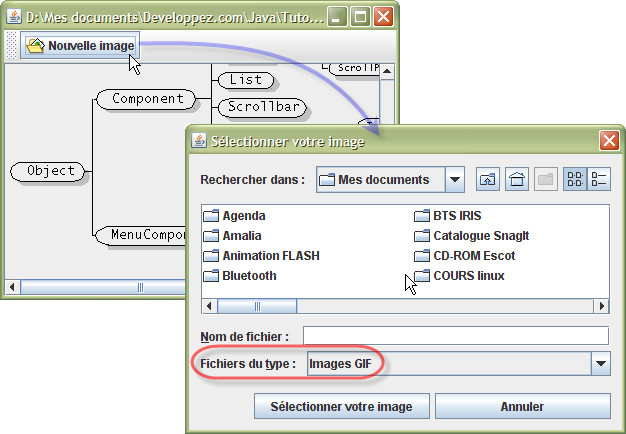 D:\Mes documents\Developpez.com\Java\Tuto...
Nouvelle image
List
Component
Scrollbar
Object
MenuCompo
Sélectionner votre image
Rechercher dans :
Mes documents
Agenda
BTS IRIS
Amalia
Catalogue SnagIt
Animation FLASH
CD-ROM Escot
Bluetooth
COURS linux
Nom de fichier :
Fichiers du type :
Images GIF
Sélectionner votre image
Annuler